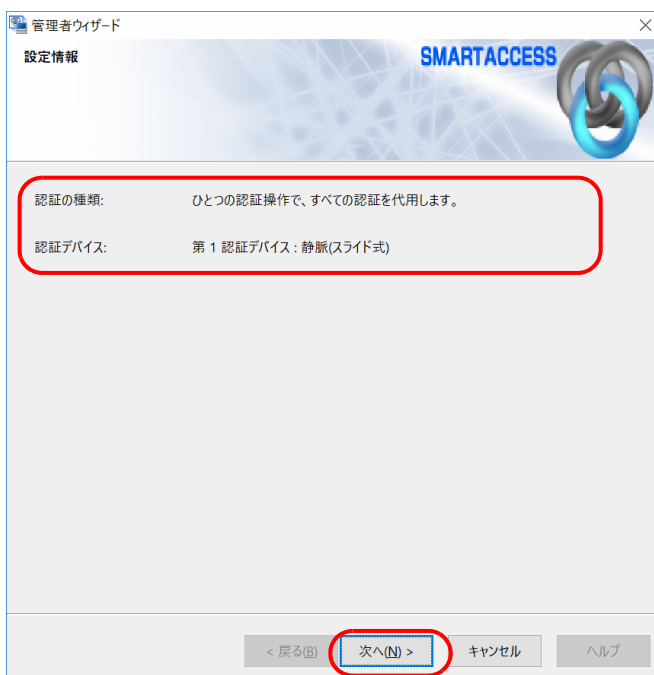 管理者ウィザード
設定情報
SMARTACCESS
認証の種類: ひとつの認証操作で、すべての認証を代用します。
認証デバイス: 第 1 認証デバイス : 静脈(スライド式)
< 戻る(B) 次へ(N) > キャンセル ヘルプ